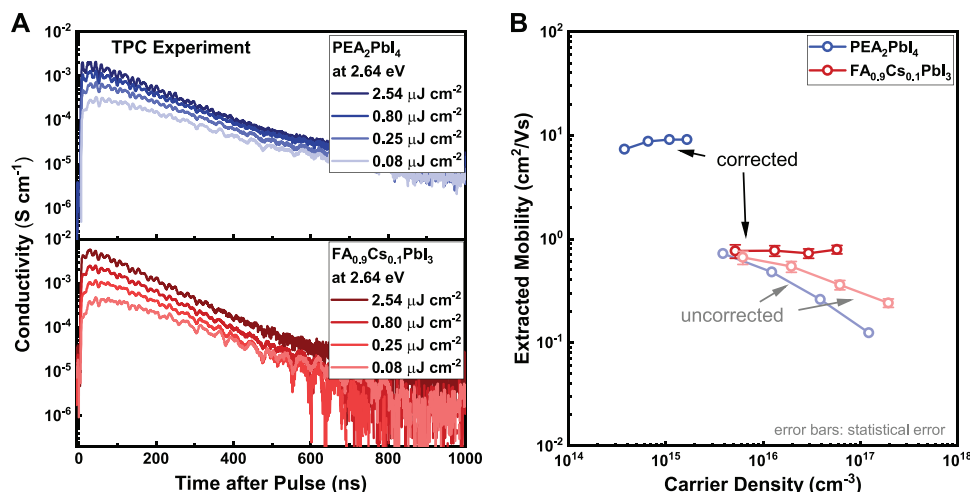 A
TPC Experiment
PEA₂PbI₄
at 2.64 eV
2.54 μJ cm⁻²
0.80 μJ cm⁻²
0.25 μJ cm⁻²
0.08 μJ cm⁻²
10⁻²
10⁻³
10⁻⁴
10⁻⁵
10⁻⁶
FA₀.₉Cs₀.₁PbI₃
at 2.64 eV
2.54 μJ cm⁻²
0.80 μJ cm⁻²
0.25 μJ cm⁻²
0.08 μJ cm⁻²
10⁻²
10⁻³
10⁻⁴
10⁻⁵
10⁻⁶
Conductivity (S cm⁻¹)
0 200 400 600 800 1000
Time after Pulse (ns)
B
PEA₂PbI₄
FA₀.₉Cs₀.₁PbI₃
10²
10¹
10⁰
10⁻¹
10⁻²
Extracted Mobility (cm²/Vs)
corrected
uncorrected
error bars: statistical error
10¹⁴ 10¹⁵ 10¹⁶ 10¹⁷ 10¹⁸
Carrier Density (cm⁻³)